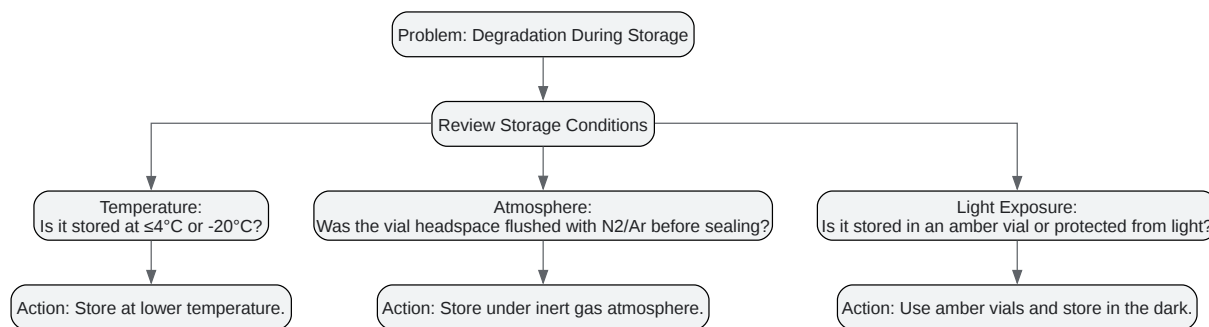 Problem: Degradation During Storage
Review Storage Conditions
Temperature:
Is it stored at ≤4°C or -20°C?
Atmosphere:
Was the vial headspace flushed with N2/Ar before sealing?
Light Exposure:
Is it stored in an amber vial or protected from light?
Action: Store at lower temperature.
Action: Store under inert gas atmosphere.
Action: Use amber vials and store in the dark.